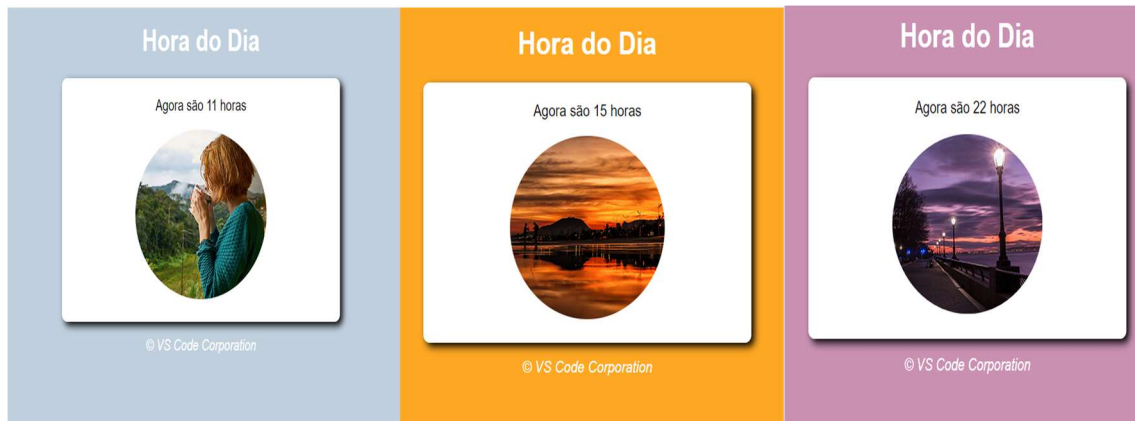 Hora do Dia
Agora são 11 horas
© VS Code Corporation
Hora do Dia
Agora são 15 horas
© VS Code Corporation
Hora do Dia
Agora são 22 horas
© VS Code Corporation